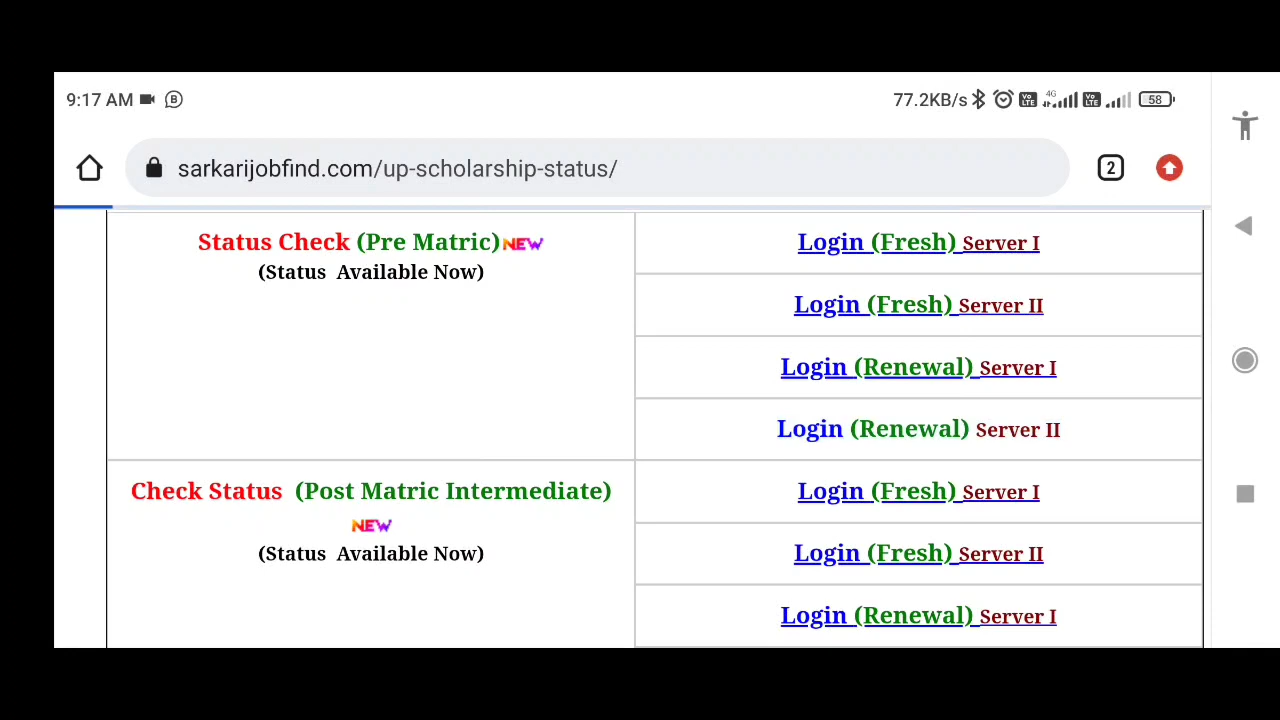 9:17 AM
77.2KB/s
4G
58
sarkarijobfind.com/up-scholarship-status/
2
Status Check (Pre Matric) NEW
(Status Available Now)
Login (Fresh) Server I
Login (Fresh) Server II
Login (Renewal) Server I
Login (Renewal) Server II
Check Status (Post Matric Intermediate)
NEW
(Status Available Now)
Login (Fresh) Server I
Login (Fresh) Server II
Login (Renewal) Server I